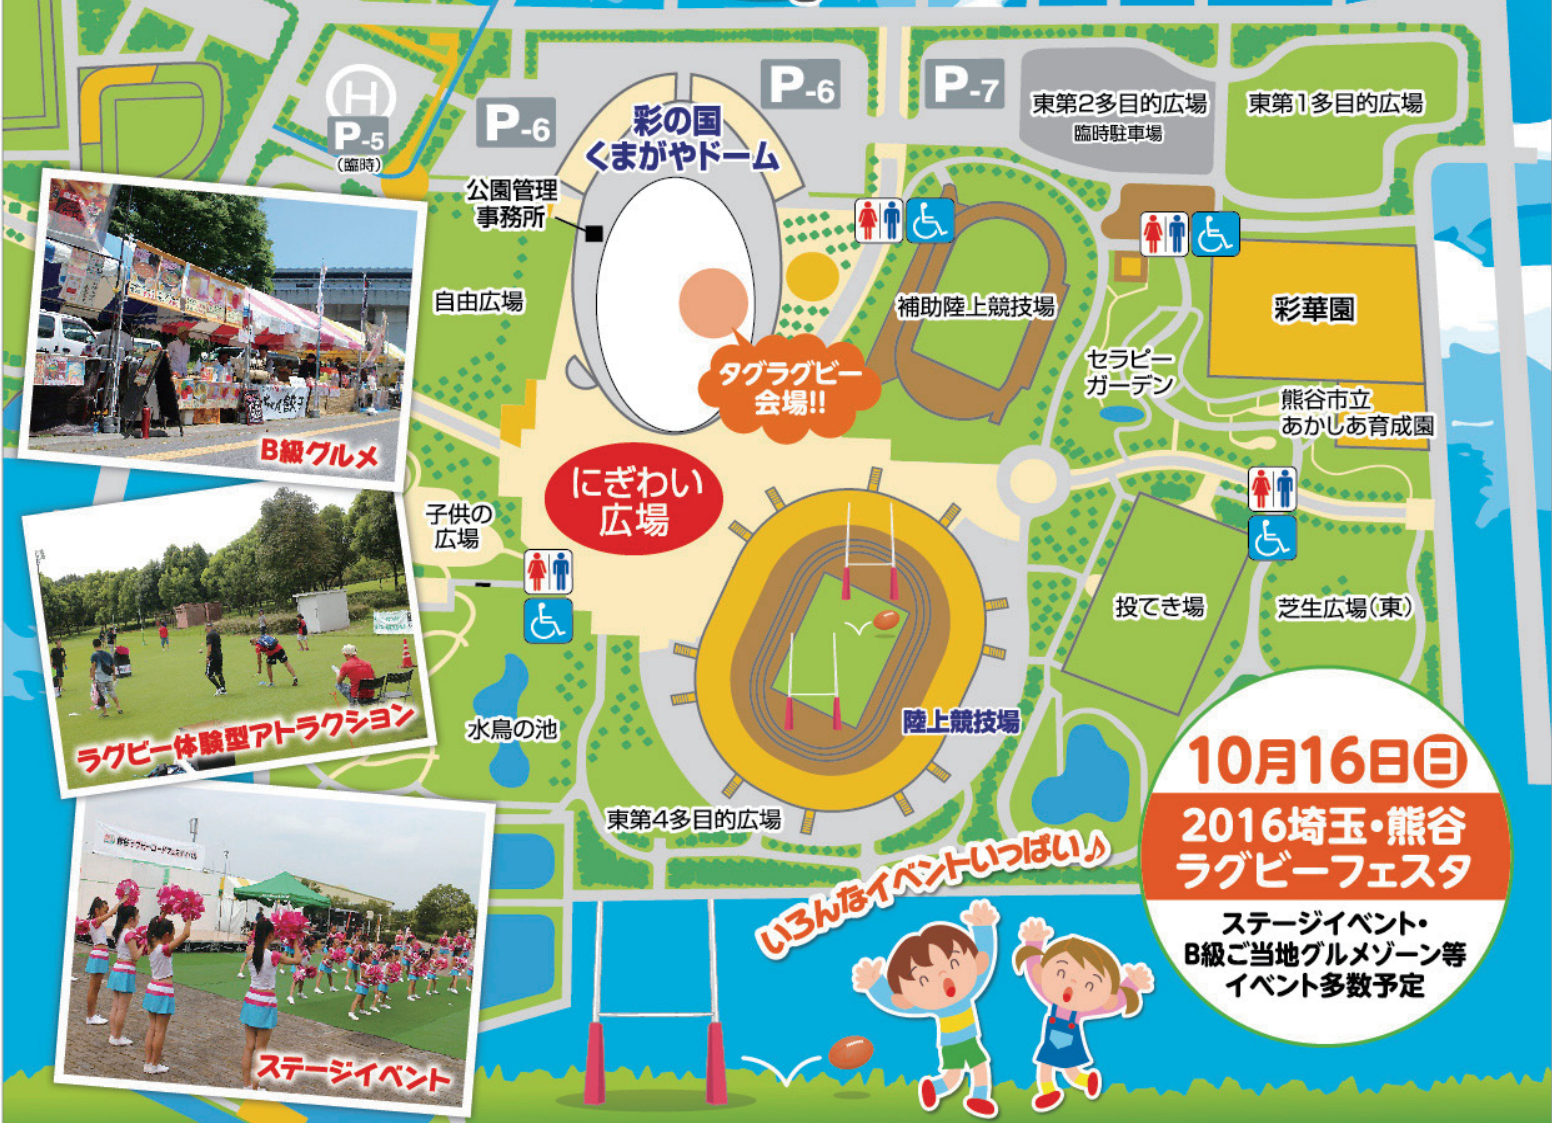 H
P-5
(臨時)
P-6
P-6
P-7
彩の国
くまがやドーム
東第2多目的広場
臨時駐車場
東第1多目的広場
公園管理
事務所
自由広場
補助陸上競技場
彩華園
セラピー
ガーデン
熊谷市立
あかしあ育成園
タグラグビー
会場!!
B級グルメ
にぎわい
広場
子供の
広場
投てき場
芝生広場(東)
ラグビー体験型アトラクション
水鳥の池
陸上競技場
東第4多目的広場
いろんなイベントいっぱい♪
10月16日日
2016埼玉・熊谷
ラグビーフェスタ
ステージイベント・
B級ご当地グルメゾーン等
イベント多数予定
ステージイベント